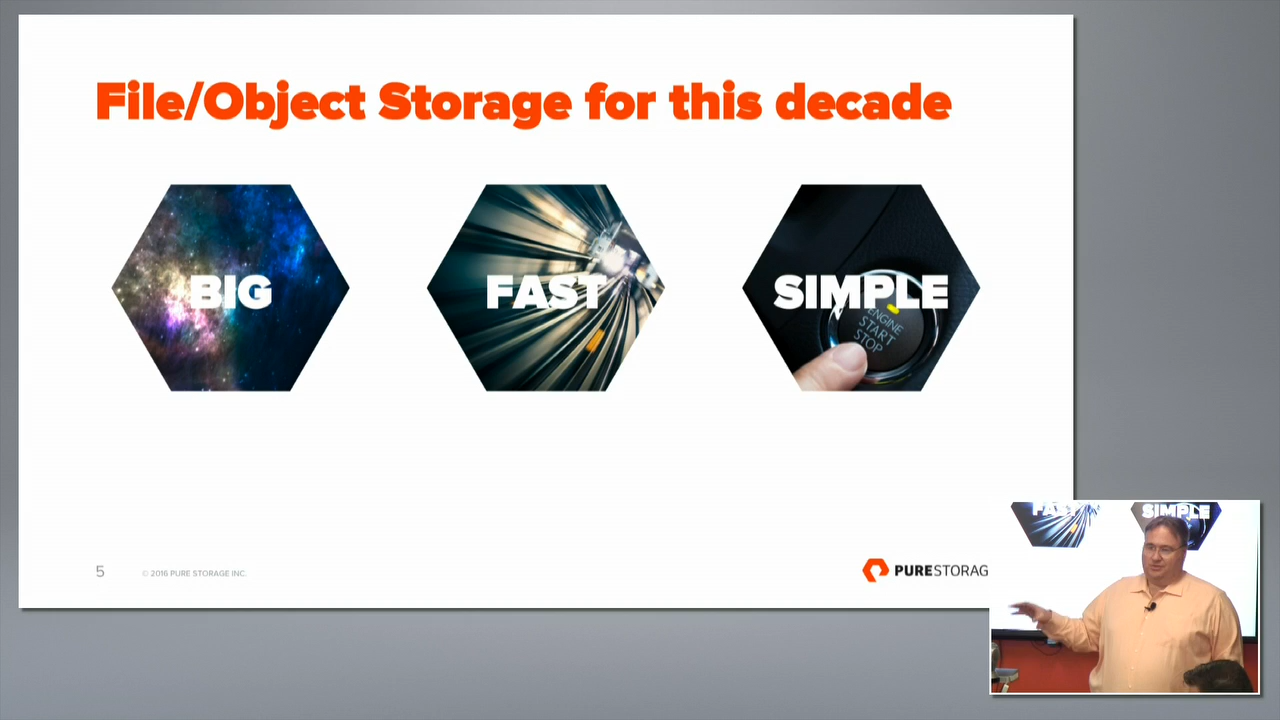 File/Object Storage for this decade
BIG
FAST
SIMPLE
ENGINE
START
STOP
5
© 2016 PURE STORAGE INC.
PURESTORAG
FAST
SIMPLE